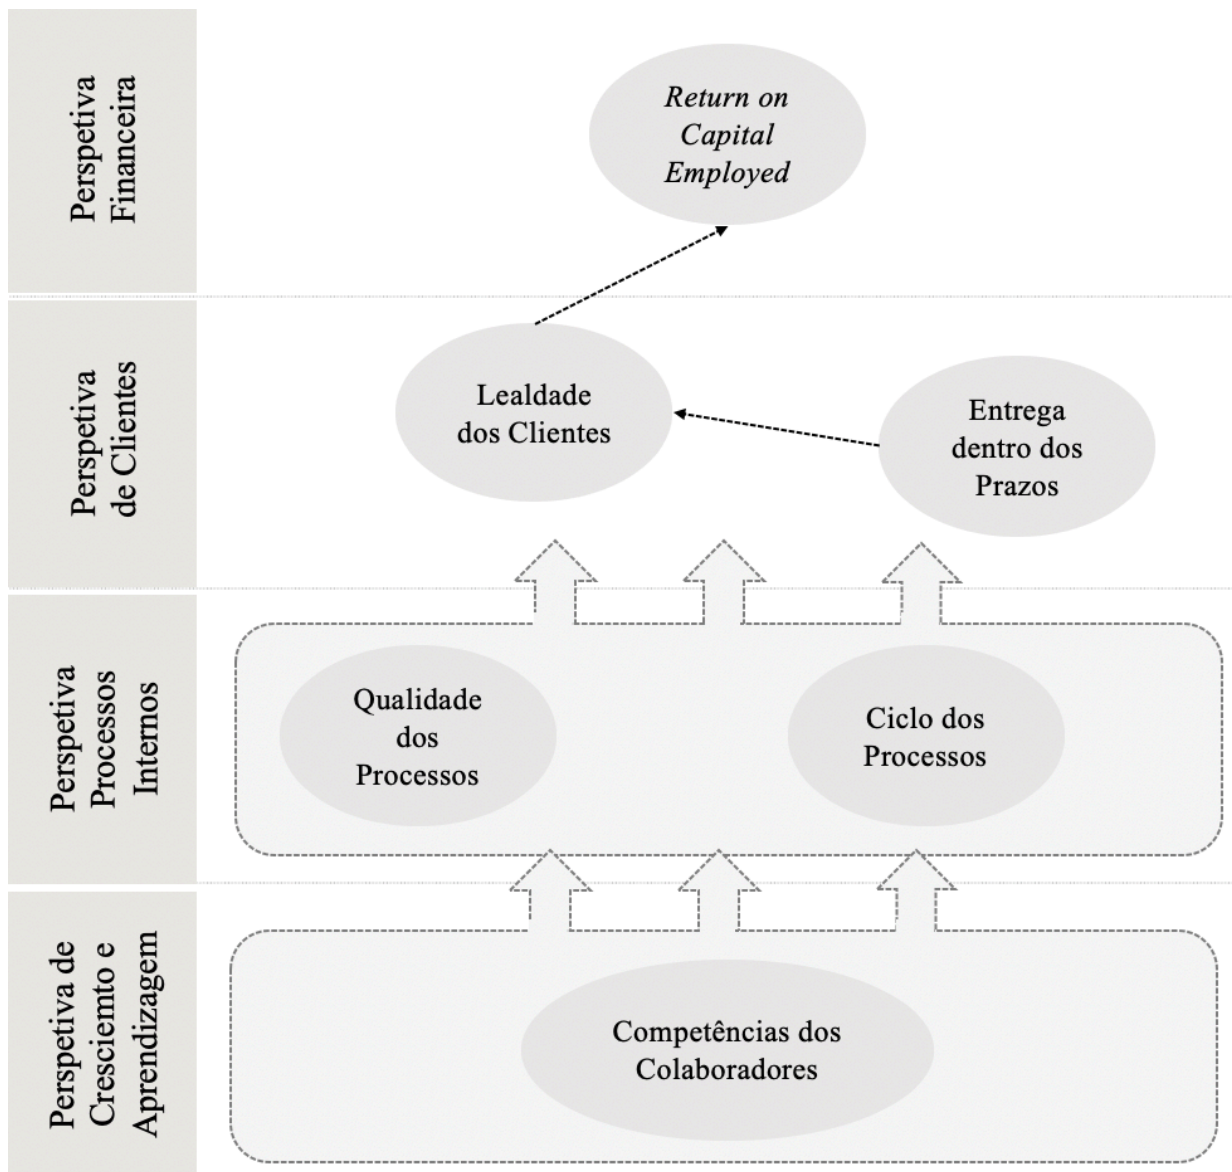 Perspetiva
Financeira
Return on
Capital
Employed
Perspetiva
de Clientes
Lealdade
dos Clientes
Entrega
dentro dos
Prazos
Perspetiva
Processos
Internos
Qualidade
dos
Processos
Ciclo dos
Processos
Perspetiva de
Cresciemto e
Aprendizagem
Competências dos
Colaboradores